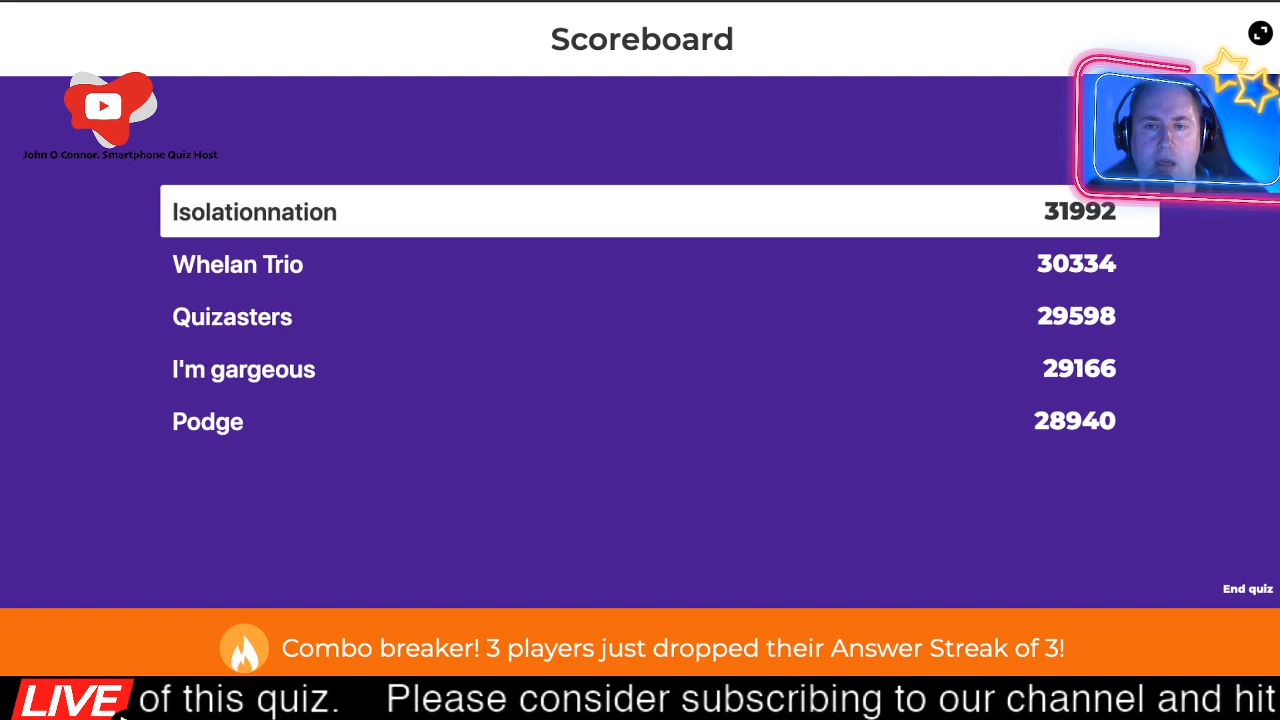 Scoreboard
John O Connor. Smartphone Quiz Host
Isolationnation 31992
Whelan Trio 30334
Quizasters 29598
I'm gargeous 29166
Podge 28940
End quiz
Combo breaker! 3 players just dropped their Answer Streak of 3!
LIVE of this quiz. Please consider subscribing to our channel and hit